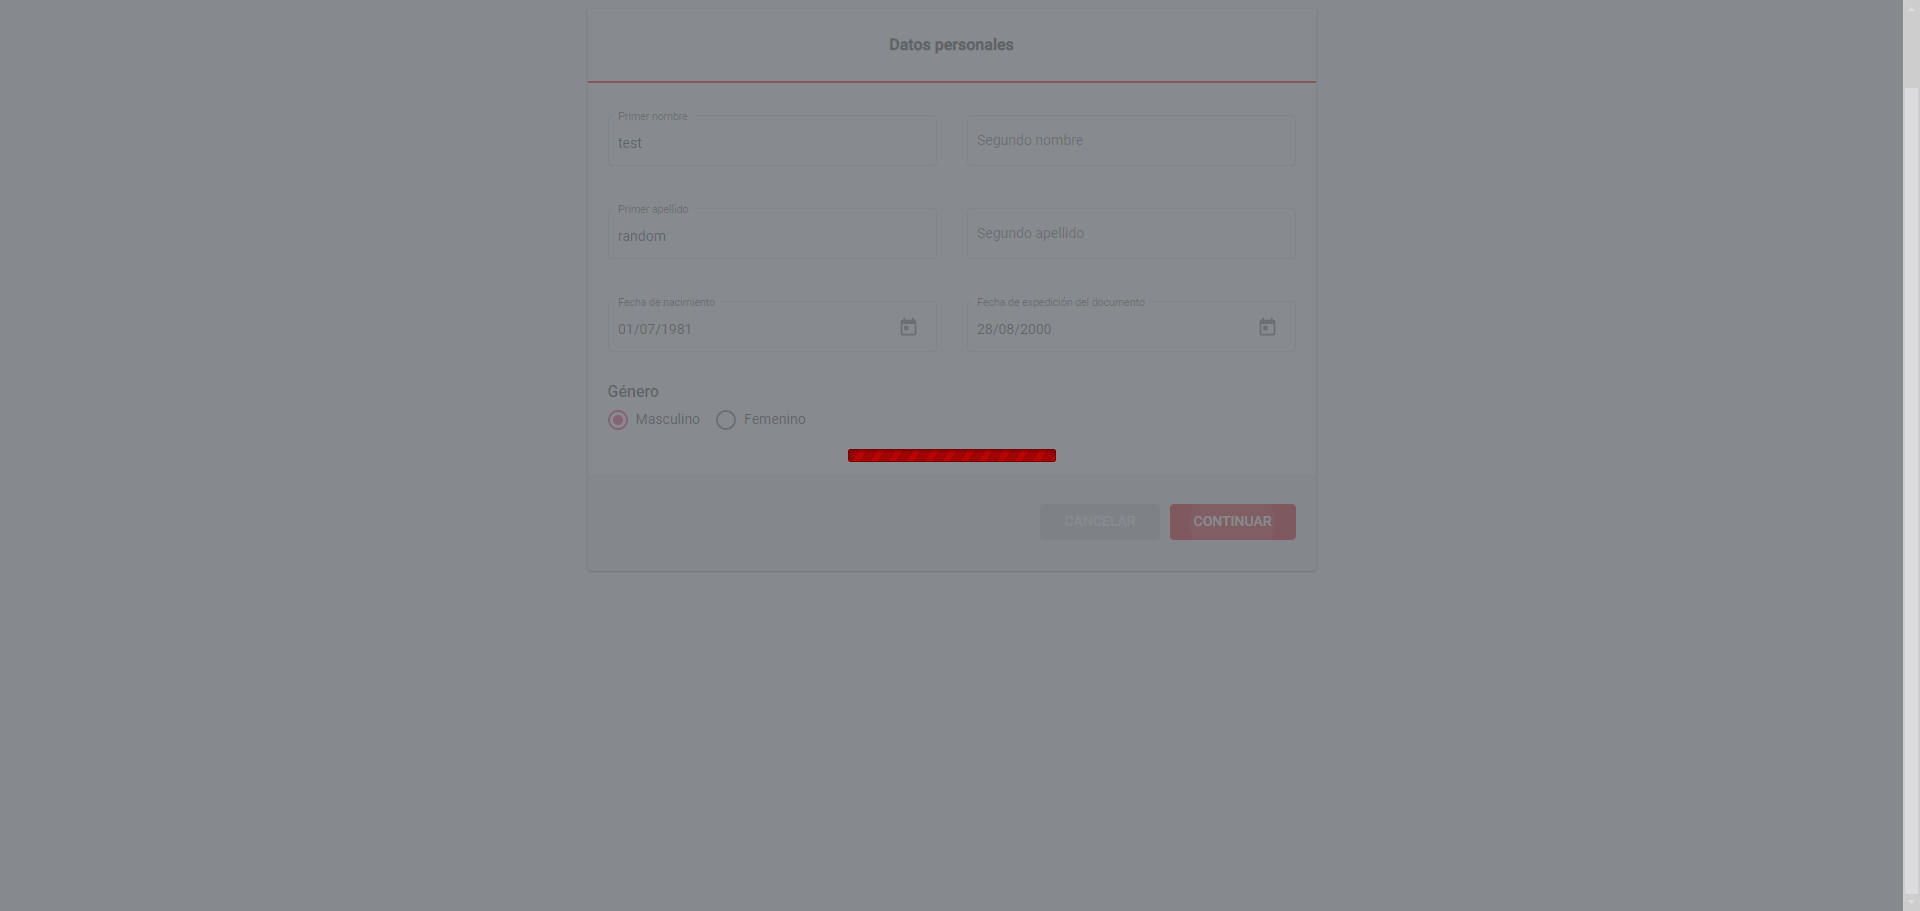 Datos personales
Primer nombre
test
Segundo nombre
Primer apellido
random
Segundo apellido
Fecha de nacimiento
01/07/1981
Fecha de expedición del documento
28/08/2000
Género
Masculino
Femenino
CANCELAR
CONTINUAR